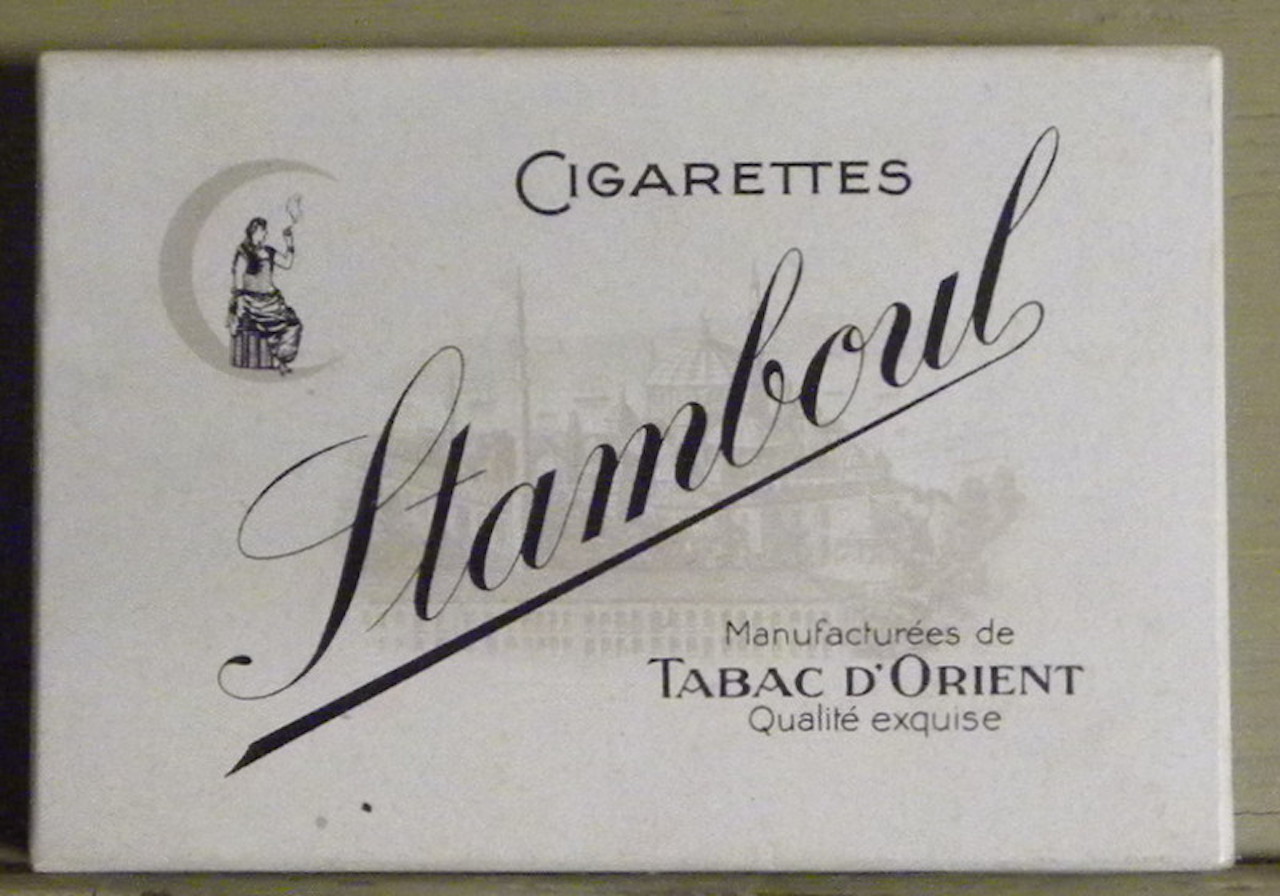 CIGARETTES
Stamboul
Manufacturées de
TABAC D'ORIENT
Qualité exquise